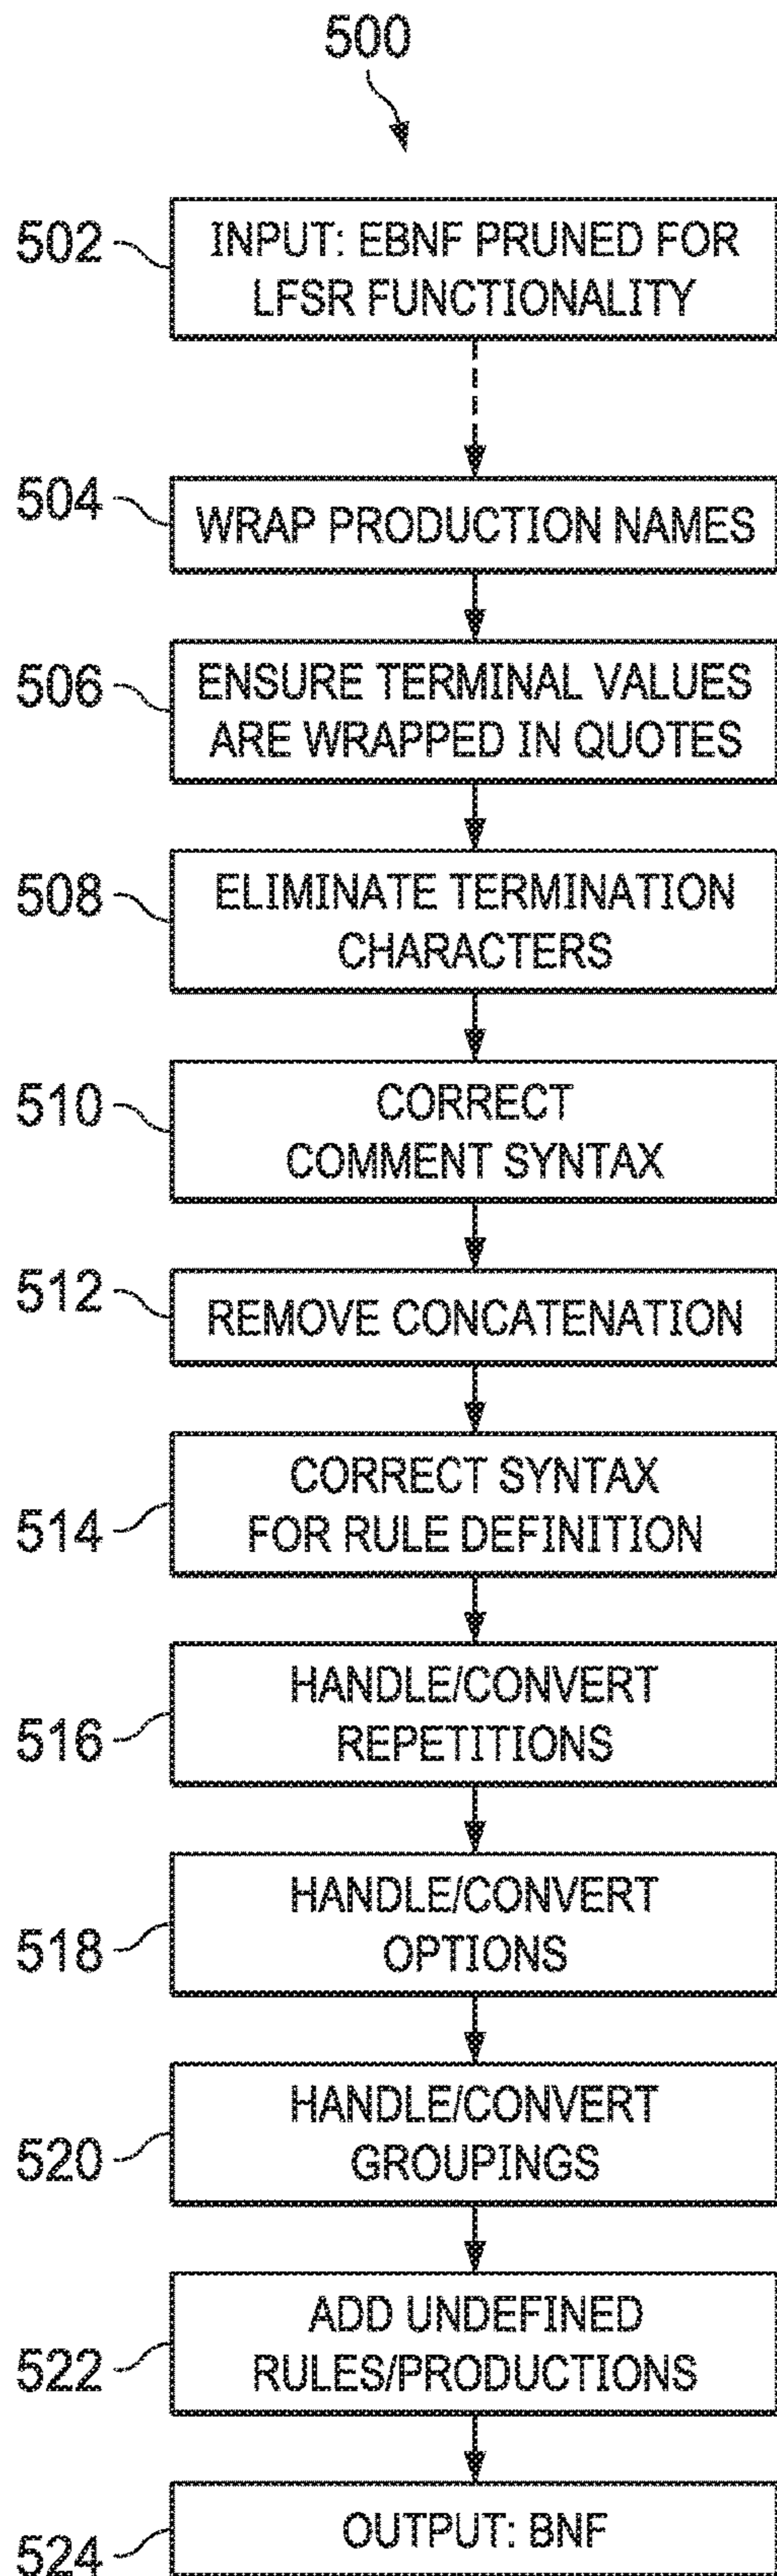 500
502
INPUT: EBNF PRUNED FOR
LFSR FUNCTIONALITY
504
WRAP PRODUCTION NAMES
506
ENSURE TERMINAL VALUES
ARE WRAPPED IN QUOTES
508
ELIMINATE TERMINATION
CHARACTERS
510
CORRECT
COMMENT SYNTAX
512
REMOVE CONCATENATION
514
CORRECT SYNTAX
FOR RULE DEFINITION
516
HANDLE/CONVERT
REPETITIONS
518
HANDLE/CONVERT
OPTIONS
520
HANDLE/CONVERT
GROUPINGS
522
ADD UNDEFINED
RULES/PRODUCTIONS
524
OUTPUT: BNF